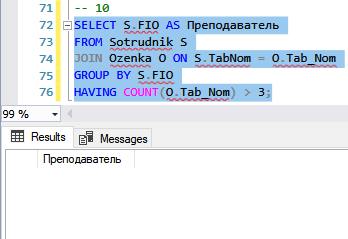 71
72
73
74
75
76
-- 10
SELECT S.FIO AS Преподаватель
FROM Sotrudnik S
JOIN Ozenka O ON S.TabNom = O.Tab_Nom
GROUP BY S.FIO
HAVING COUNT(O.Tab_Nom) > 3;
99 %
Results
Messages
Преподаватель